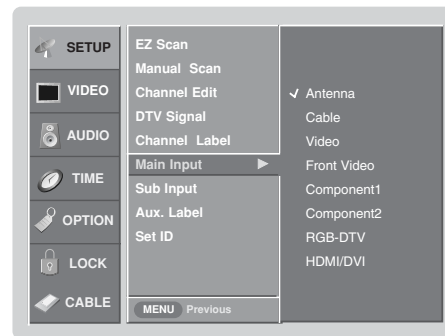 SETUP
VIDEO
AUDIO
TIME
OPTION
LOCK
CABLE
EZ Scan
Manual Scan
Channel Edit
DTV Signal
Channel Label
Main Input
Sub Input
Aux. Label
Set ID
MENU Previous
Antenna
Cable
Video
Front Video
Component1
Component2
RGB-DTV
HDMI/DVI